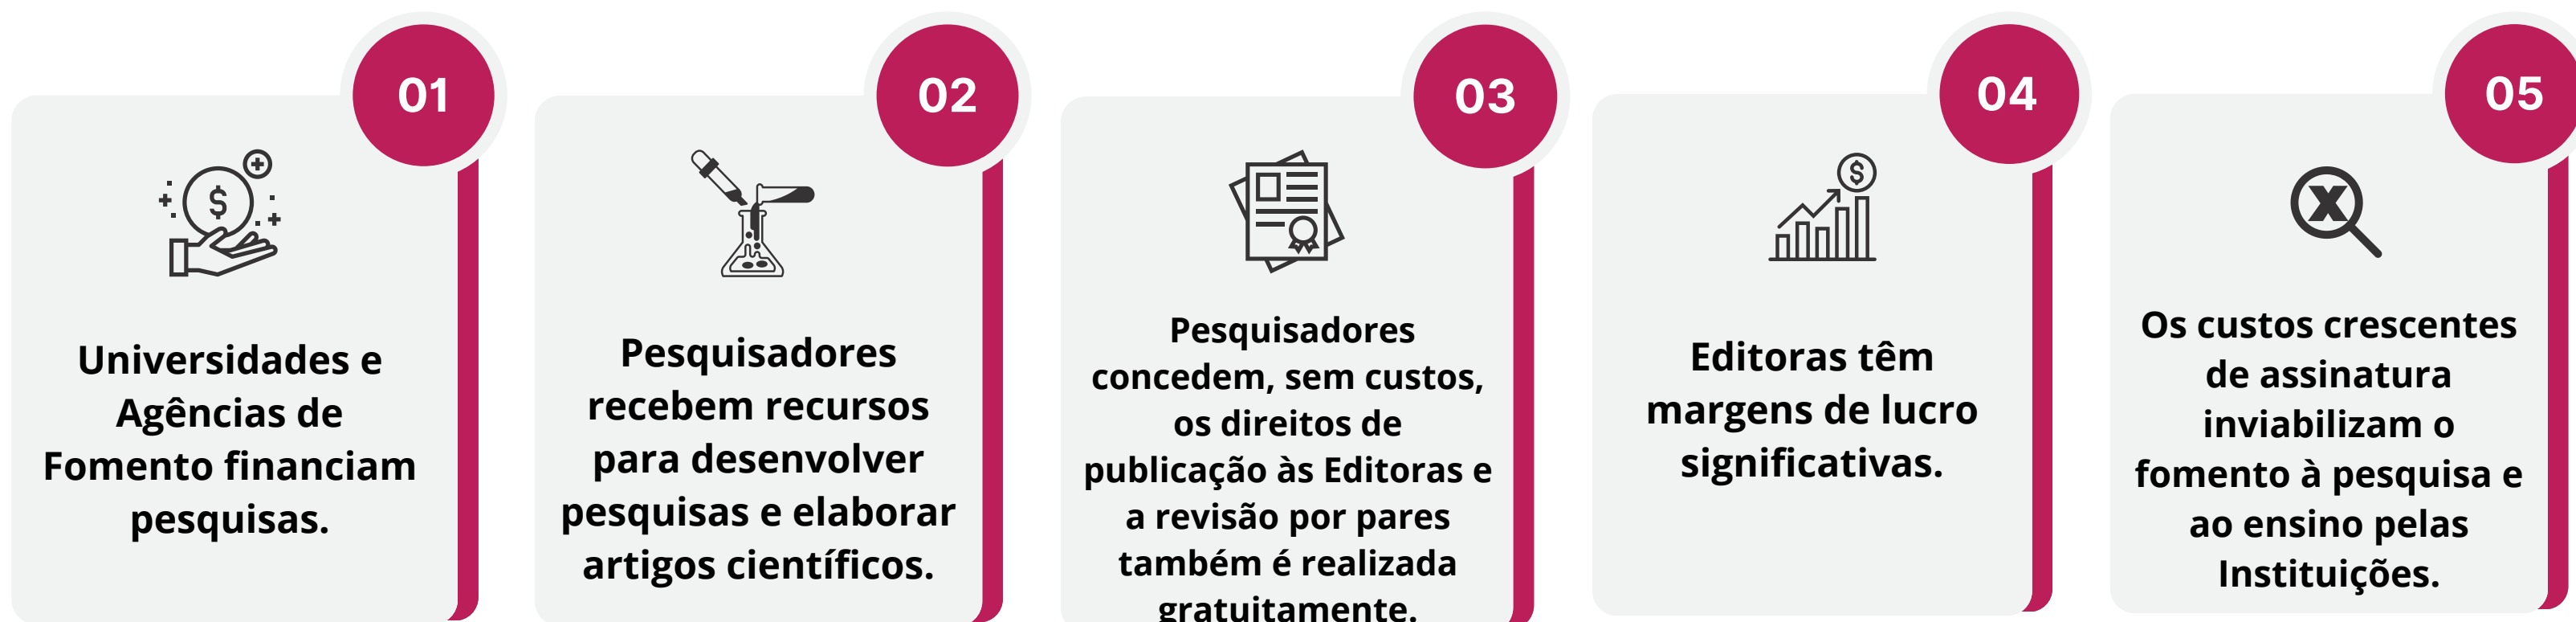 01
Universidades e
Agências de
Fomento financiam
pesquisas.
02
Pesquisadores
recebem recursos
para desenvolver
pesquisas e elaborar
artigos científicos.
03
Pesquisadores
concedem, sem custos,
os direitos de
publicação às Editoras e
a revisão por pares
também é realizada
gratuitamente.
04
Editoras têm
margens de lucro
significativas.
05
Os custos crescentes
de assinatura
inviabilizam o
fomento à pesquisa e
ao ensino pelas
Instituições.